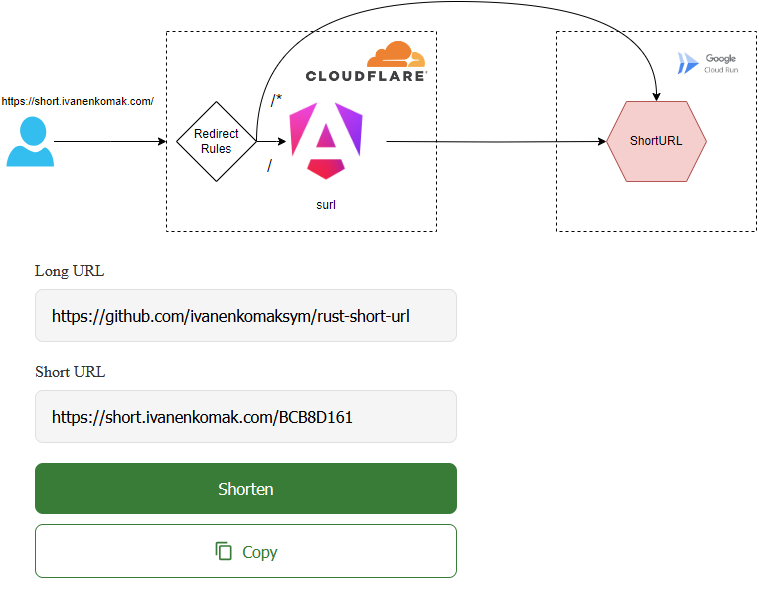 https://short.ivanenkomak.com/
Redirect
Rules
/*
/
CLOUDFLARE
surl
Google
Cloud Run
ShortURL
Long URL
https://github.com/ivanenkomaksym/rust-short-url
Short URL
https://short.ivanenkomak.com/BCB8D161
Shorten
Copy